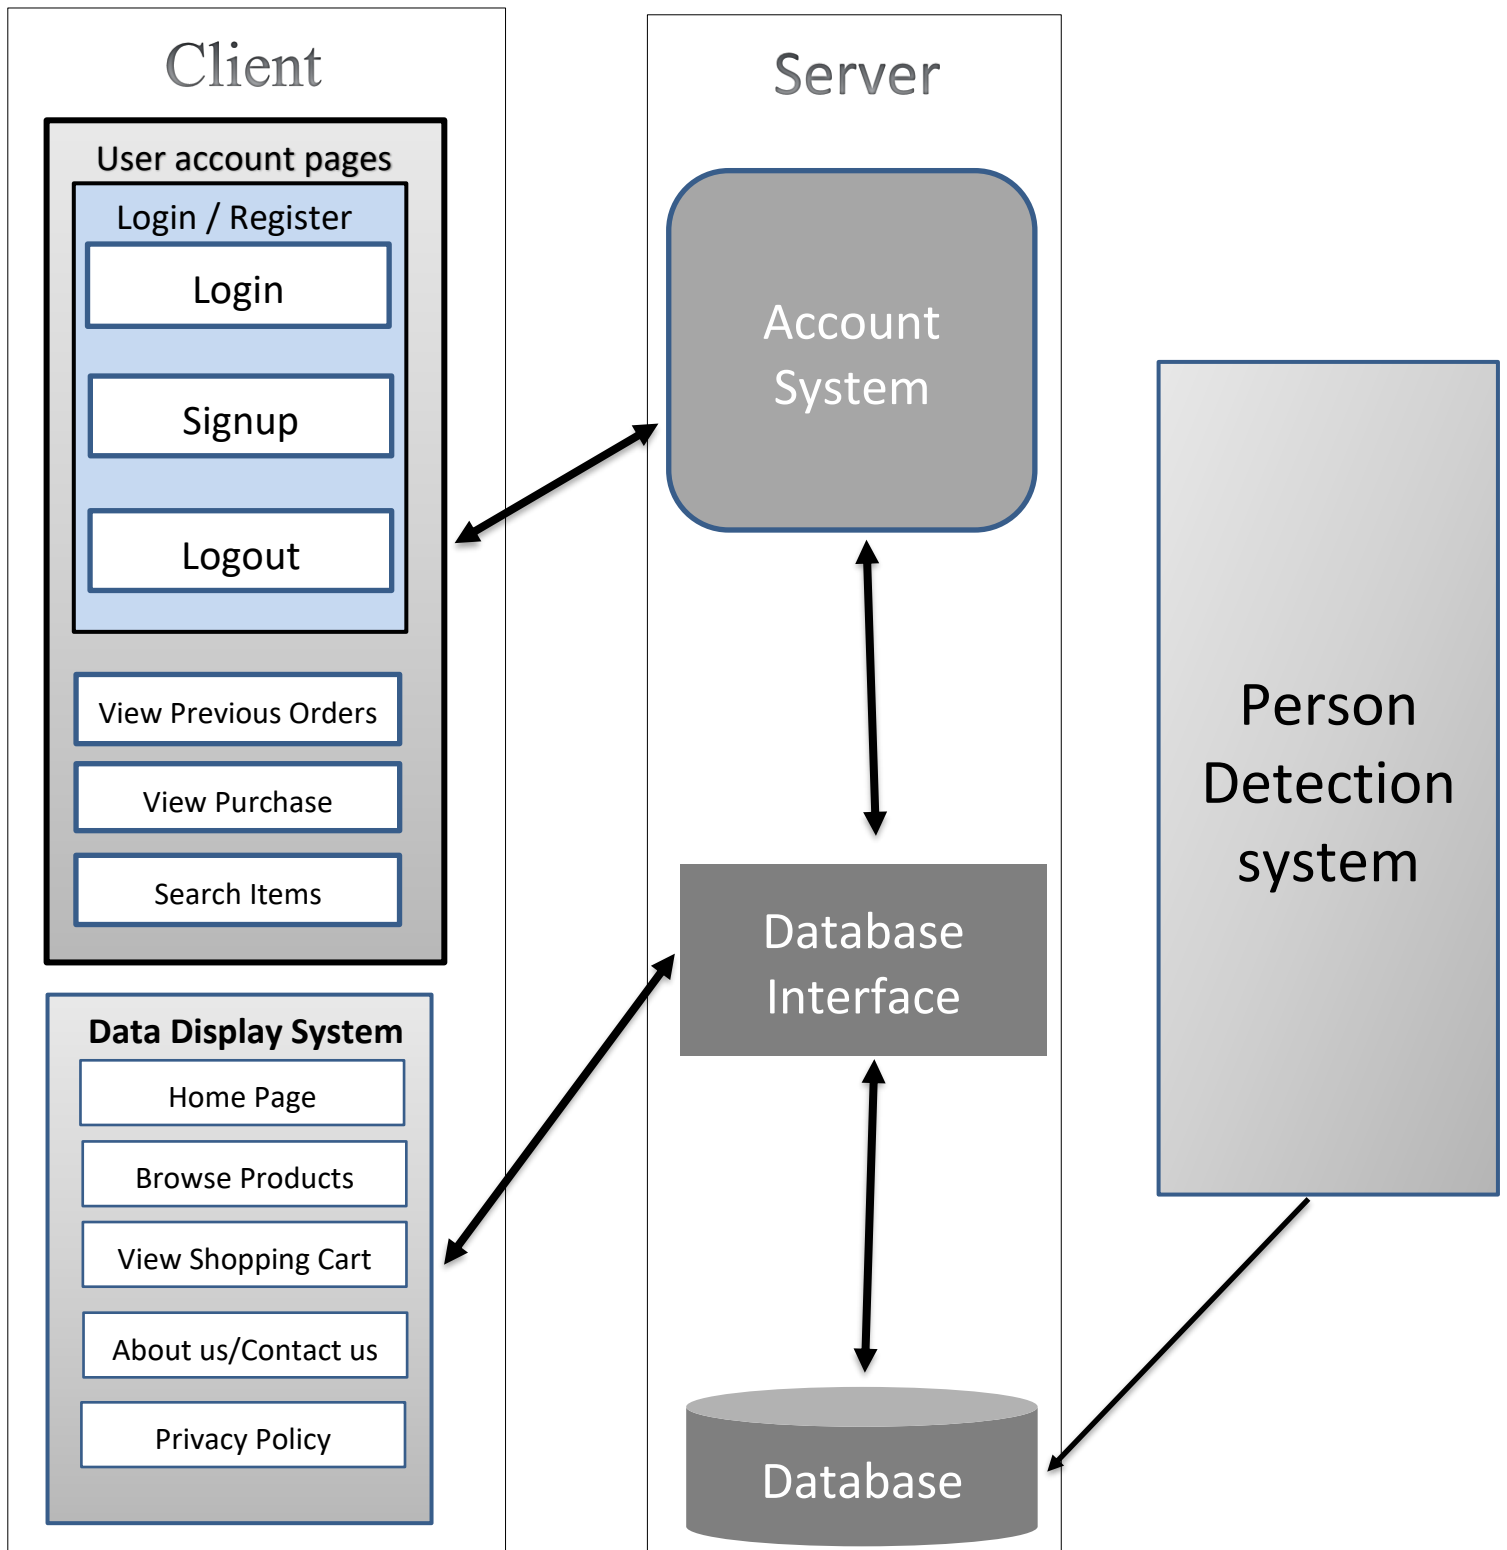 Client
User account pages
Login / Register
Login
Signup
Logout
View Previous Orders
View Purchase
Search Items
Data Display System
Home Page
Browse Products
View Shopping Cart
About us/Contact us
Privacy Policy
Server
Account
System
Database
Interface
Database
Person
Detection
system